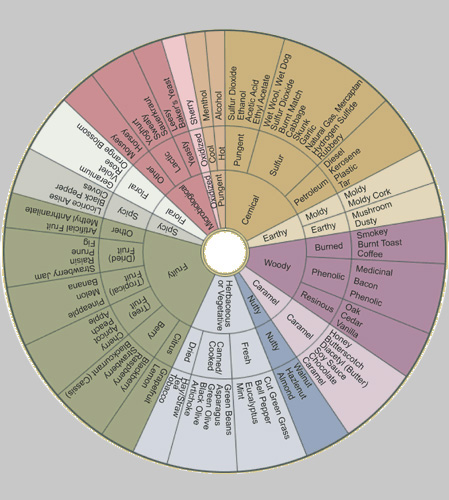 Cemical
Pungent
Sulfur Dioxide
Ethanol
Acetic Acid
Ethyl Acetate
Sulfur
Wet Wool, Wet Dog
Sulfur Dioxide
Burnt Match
Cabbage
Skunk
Garlic
Natural Gas, Mercaptan
Hydrogen Sulfide
Rubbery
Petroleum
Diesel
Kerosene
Plastic
Tar
Earthy
Moldy
Moldy
Moldy Cork
Earthy
Mushroom
Dusty
Woody
Burned
Smokey
Burnt Toast
Coffee
Phenolic
Medicinal
Bacon
Phenolic
Resinous
Oak
Cedar
Vanilla
Caramel
Caramel
Honey
Butterscotch
Diacetyl (Butter)
Soy Sauce
Chocolate
Caramel
Nutty
Nutty
Walnut
Hazelnut
Almond
Herbaceous
or Vegetative
Fresh
Cut Green Grass
Bell Pepper
Eucalyptus
Mint
Canned/
Cooked
Green Beans
Asparagus
Green Olive
Black Olive
Artichoke
Dried
Hay/Straw
Tea
Tobacco
Fruity
Citrus
Grapefruit
Lemon
Berry
Blackberry
Strawberry
Blackcurrant (Cassis)
Fruit (Tree)
Cherry
Apricot
Peach
Apple
Fruit (Tropical)
Pineapple
Melon
Banana
Fruit (Dried)
Strawberry Jam
Raisin
Prune
Fig
Other
Artificial Fruit
Methyl Anthranilate
Spicy
Spicy
Licorice Anise
Black Pepper
Cloves
Floral
Floral
Geranium
Violet
Rose
Orange Blossom
Microbiological
Other
Mousey
Horsey
Lactic
Yoghurt
Sweaty
Sauerkraut
Yeasty
Leesy
Baker's Yeast
Oxidized
Oxidized
Sherry
Pungent
Cool
Menthol
Hot
Alcohol